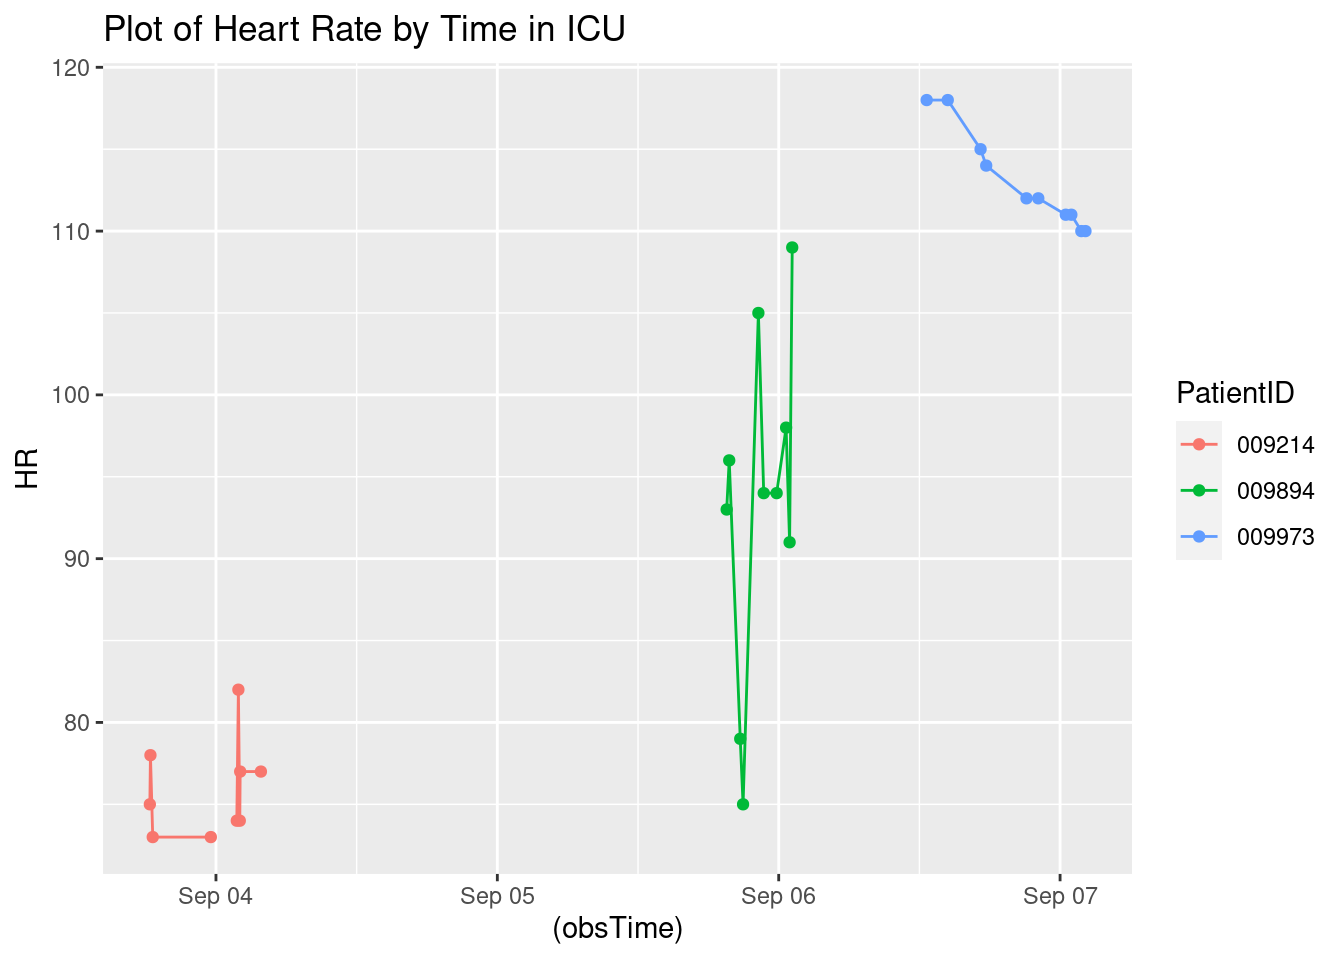 Plot of Heart Rate by Time in ICU
120
110
100
90
80
HR
Sep 04
Sep 05
Sep 06
Sep 07
(obsTime)
PatientID
009214
009894
009973